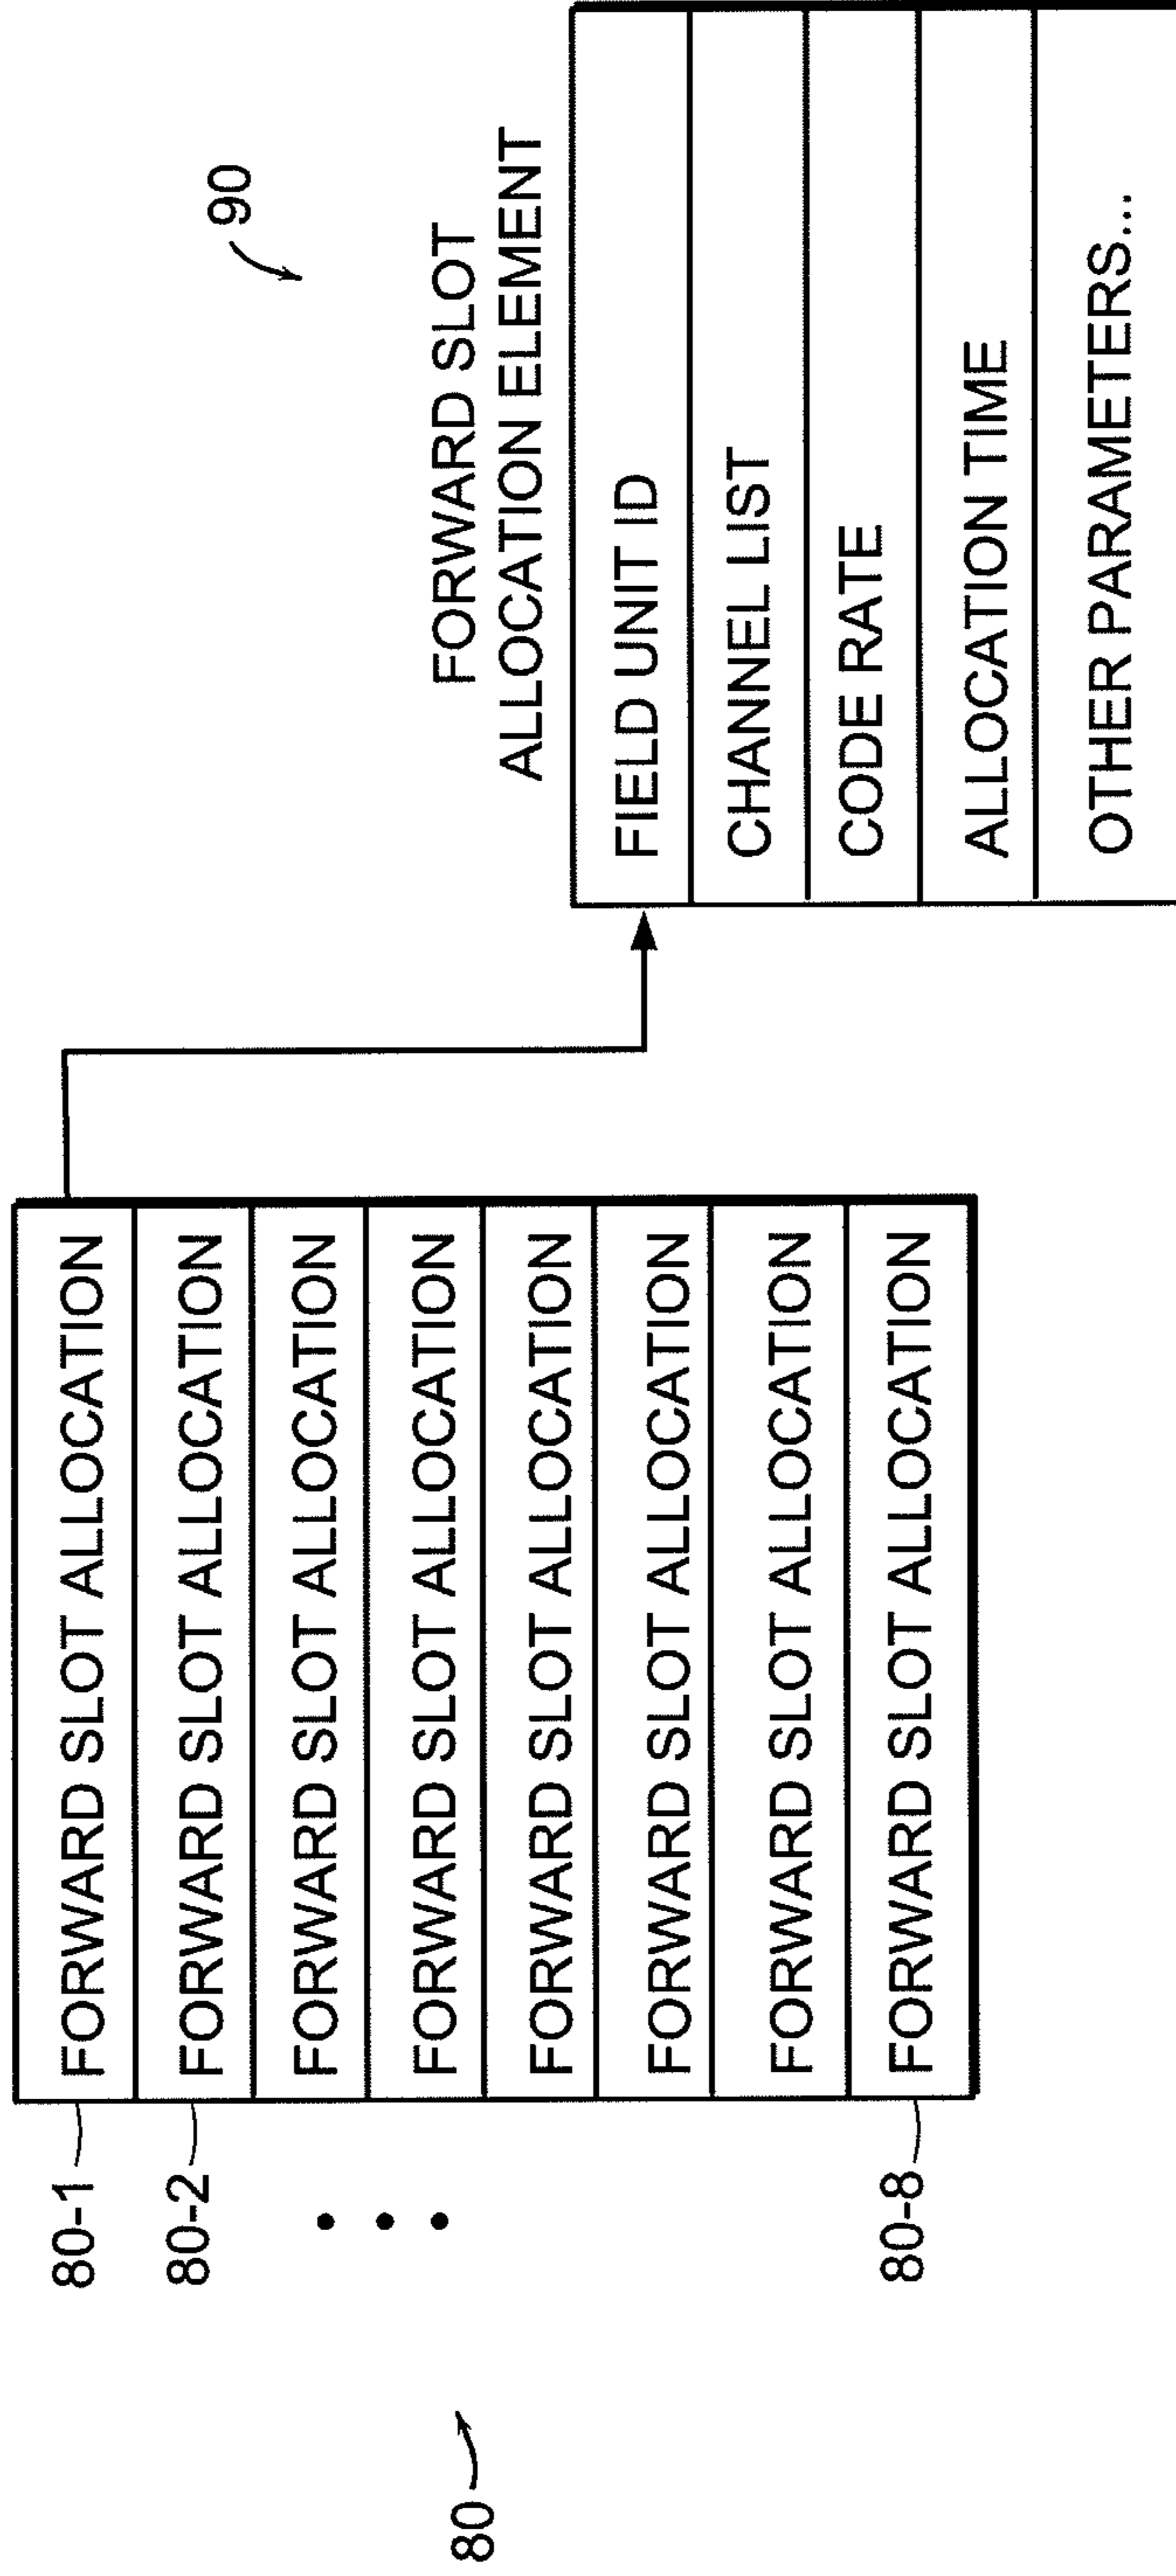 80
80-1
FORWARD SLOT ALLOCATION
80-2
FORWARD SLOT ALLOCATION
FORWARD SLOT ALLOCATION
FORWARD SLOT ALLOCATION
FORWARD SLOT ALLOCATION
FORWARD SLOT ALLOCATION
FORWARD SLOT ALLOCATION
80-8
FORWARD SLOT ALLOCATION
90
FORWARD SLOT
ALLOCATION ELEMENT
FIELD UNIT ID
CHANNEL LIST
CODE RATE
ALLOCATION TIME
OTHER PARAMETERS...